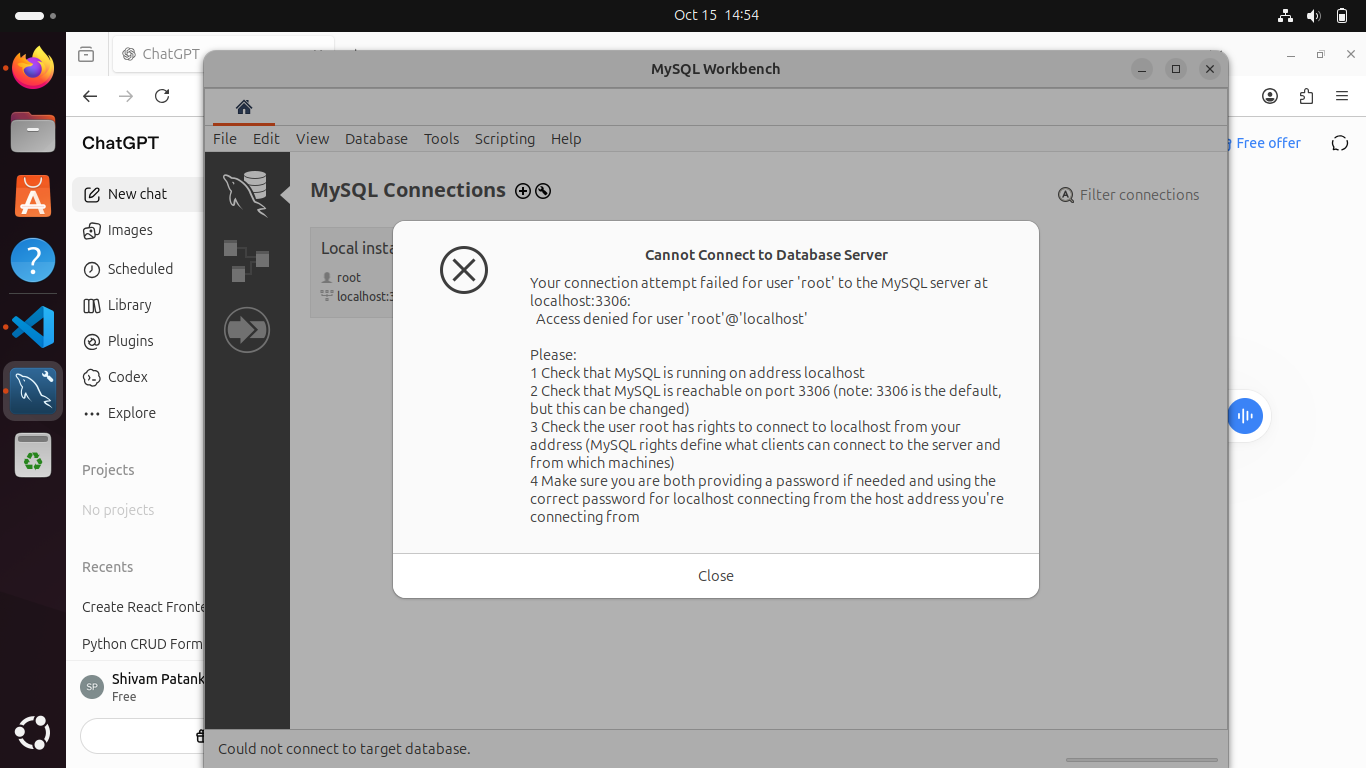 Oct 15 14:54
ChatGPT
MySQL Workbench
ChatGPT
Free offer
File Edit View Database Tools Scripting Help
New chat
Images
Scheduled
Library
Plugins
Codex
Explore
Projects
No projects
Recents
Create React Fronte
Python CRUD Form
SP
Shivam Patank
Free
MySQL Connections
Filter connections
Local insta
root
localhost:3
Cannot Connect to Database Server
Your connection attempt failed for user 'root' to the MySQL server at
localhost:3306:
Access denied for user 'root'@'localhost'
Please:
1 Check that MySQL is running on address localhost
2 Check that MySQL is reachable on port 3306 (note: 3306 is the default,
but this can be changed)
3 Check the user root has rights to connect to localhost from your
address (MySQL rights define what clients can connect to the server and
from which machines)
4 Make sure you are both providing a password if needed and using the
correct password for localhost connecting from the host address you're
connecting from
Close
Could not connect to target database.